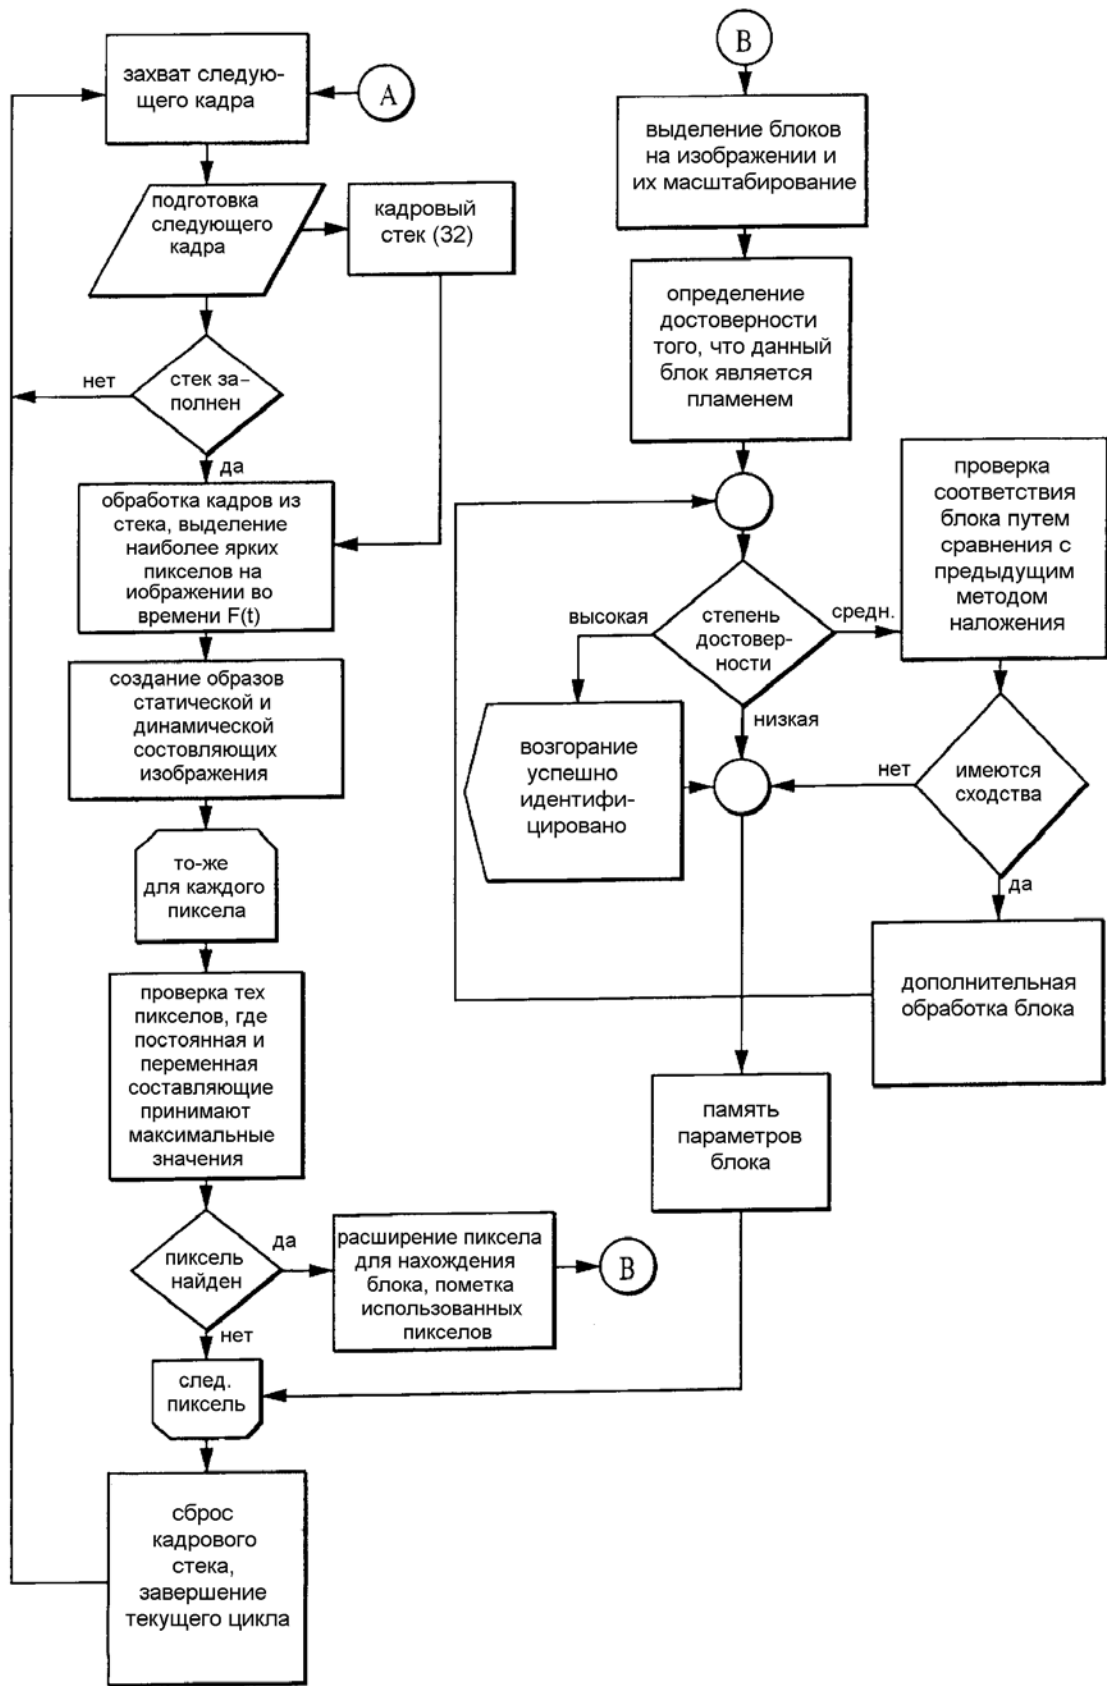 захват следую-
щего кадра
А
подготовка
следующего
кадра
кадровый
стек (32)
стек за-
полнен
нет
да
обработка кадров из
стека, выделение
наиболее ярких
пикселов на
иображении во
времени F(t)
создание образов
статической и
динамической
состовляющих
изображения
то-же
для каждого
пиксела
проверка тех
пикселов, где
постоянная и
переменная
составляющие
принимают
максимальные
значения
пиксель
найден
да
нет
расширение пиксела
для нахождения
блока, пометка
использованных
пикселов
В
след.
пиксель
сброс
кадрового
стека,
завершение
текущего цикла
В
выделение блоков
на изображении и
их масштабирование
определение
достоверности
того, что данный
блок является
пламенем
степень
достовер-
ности
высокая
средн.
низкая
проверка
соответствия
блока путем
сравнения с
предыдущим
методом
наложения
возгорание
успешно
идентифи-
цировано
имеются
сходства
нет
да
дополнительная
обработка блока
память
параметров
блока